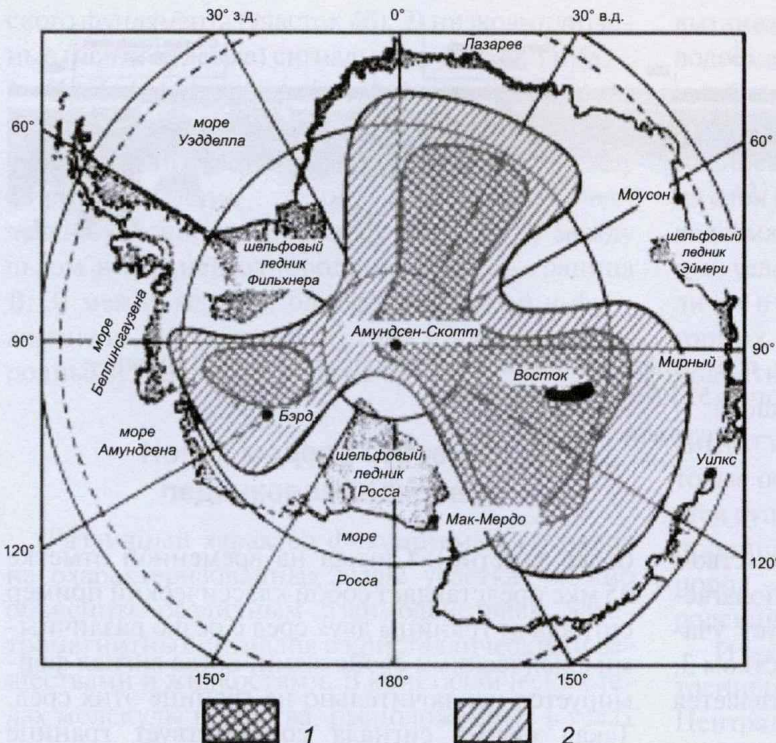 30° з.д.
0°
30° в.д.
Лазарев
60°
море
Уэдделла
60°
Моусон
шельфовый
ледник
Фильхнера
шельфовый
ледник
Эймери
море
Беллинсгаузена
90°
Амундсен-Скотт
90°
Мирный
Восток
Бэрд
море
Амундсена
Уилкс
шельфовый
ледник
Росса
Мак-Мердо
море
Росса
120°
120°
150°
180°
150°
1
2